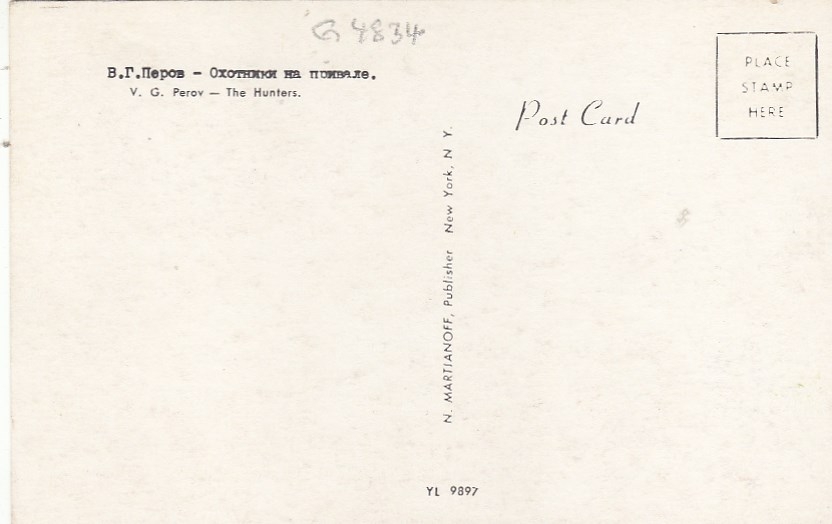 G 4834
В.Г.Перов - Охотники на привале.
V. G. Perov — The Hunters.
Post Card
PLACE
STAMP
HERE
N. MARTIANOFF, Publisher New York, N Y.
YL 9897